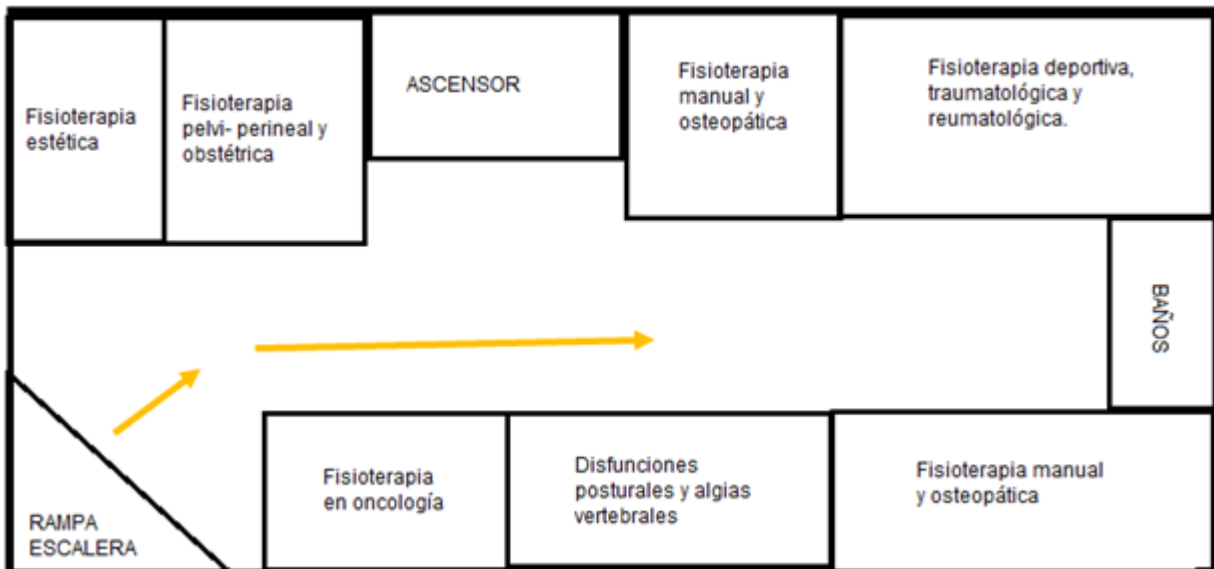 Fisioterapia
estética
Fisioterapia
pelvi- perineal y
obstétrica
ASCENSOR
Fisioterapia
manual y
osteopática
Fisioterapia deportiva,
traumatológica y
reumatológica.
BAÑOS
RAMPA
ESCALERA
Fisioterapia
en oncología
Disfunciones
posturales y algias
vertebrales
Fisioterapia manual
y osteopática